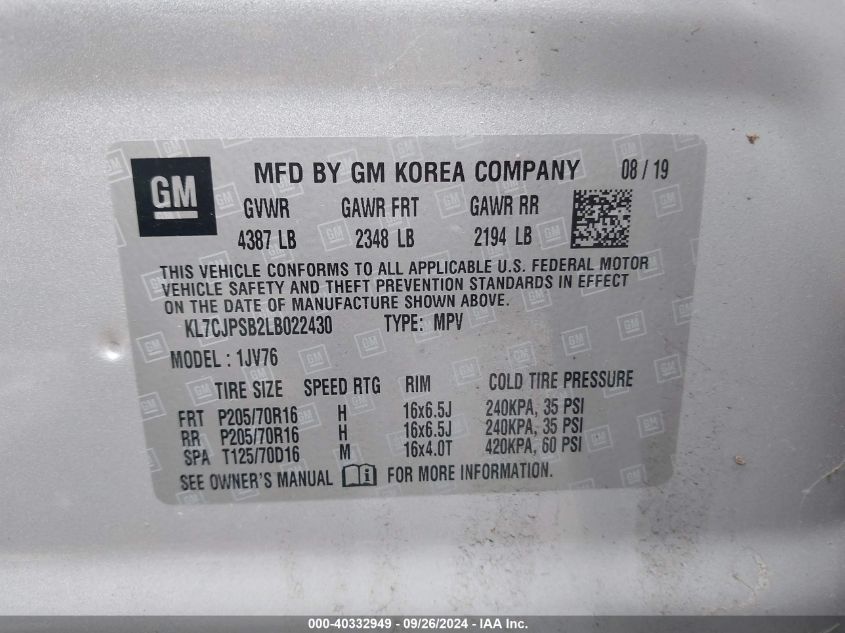 GM MFD BY GM KOREA COMPANY 08 / 19
GVWR GAWR FRT GAWR RR
4387 LB 2348 LB 2194 LB
THIS VEHICLE CONFORMS TO ALL APPLICABLE U.S. FEDERAL MOTOR
VEHICLE SAFETY AND THEFT PREVENTION STANDARDS IN EFFECT
ON THE DATE OF MANUFACTURE SHOWN ABOVE.
KL7CJPSB2LB022430 TYPE: MPV
MODEL : 1JV76
TIRE SIZE SPEED RTG RIM COLD TIRE PRESSURE
FRT P205/70R16 H 16x6.5J 240KPA, 35 PSI
RR P205/70R16 H 16x6.5J 240KPA, 35 PSI
SPA T125/70D16 M 16x4.0T 420KPA, 60 PSI
SEE OWNER'S MANUAL i FOR MORE INFORMATION.
000-40332949 - 09/26/2024 - IAA Inc.